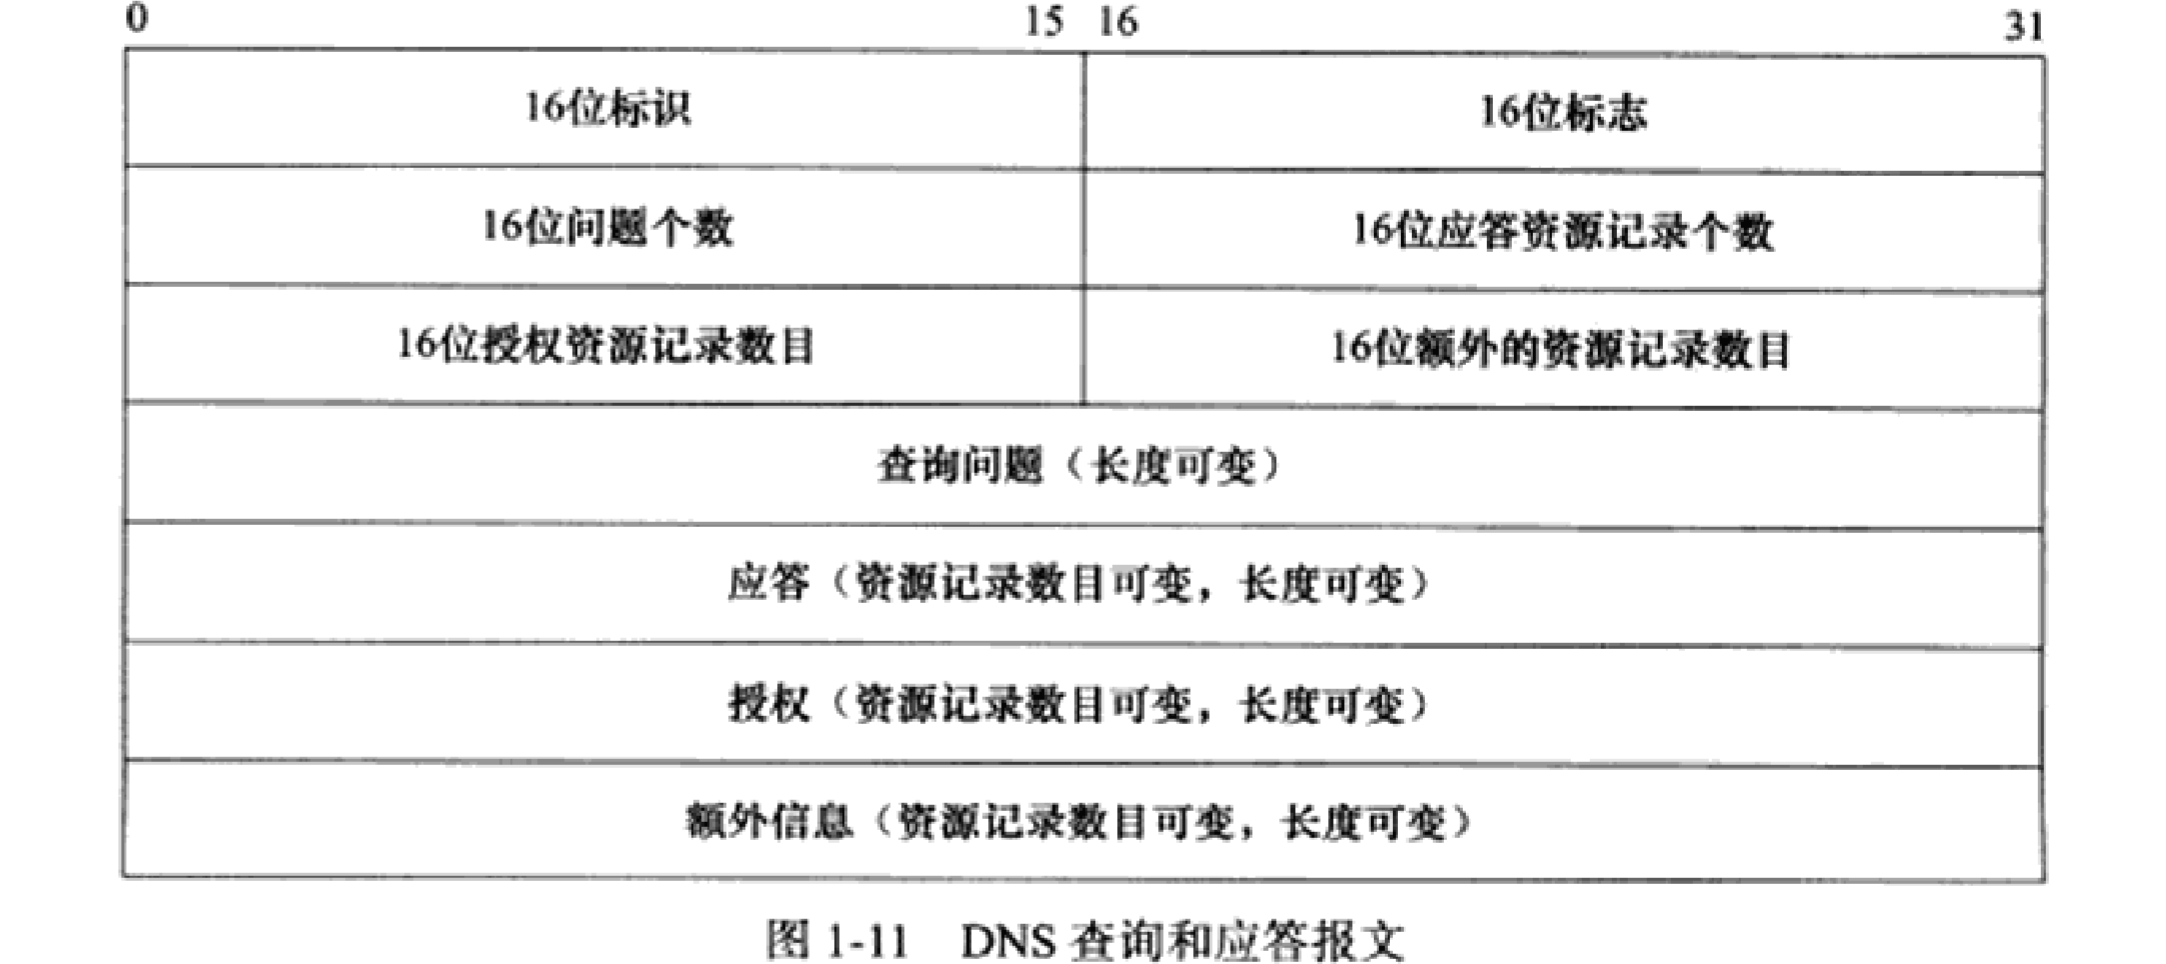 0 15 16 31
16位标识 16位标志
16位问题个数 16位应答资源记录个数
16位授权资源记录数目 16位额外的资源记录数目
查询问题（长度可变）
应答（资源记录数目可变，长度可变）
授权（资源记录数目可变，长度可变）
额外信息（资源记录数目可变，长度可变）
图 1-11 DNS 查询和应答报文